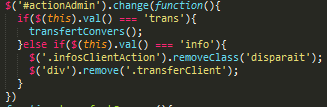 $('#actionAdmin').change(function(){
  if($(this).val() === 'trans'){
    transfertConvers();
  }else if($(this).val() === 'info'){
    $('.infosClientAction').removeClass('disparait');
    $('div').remove('.transferClient');
  }
})